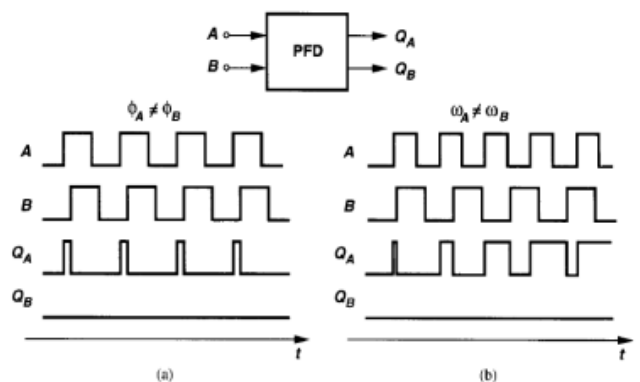 A
B
PFD
Q_A
Q_B
ϕ_A ≠ ϕ_B
A
B
Q_A
Q_B
t
(a)
ω_A ≠ ω_B
A
B
Q_A
Q_B
t
(b)